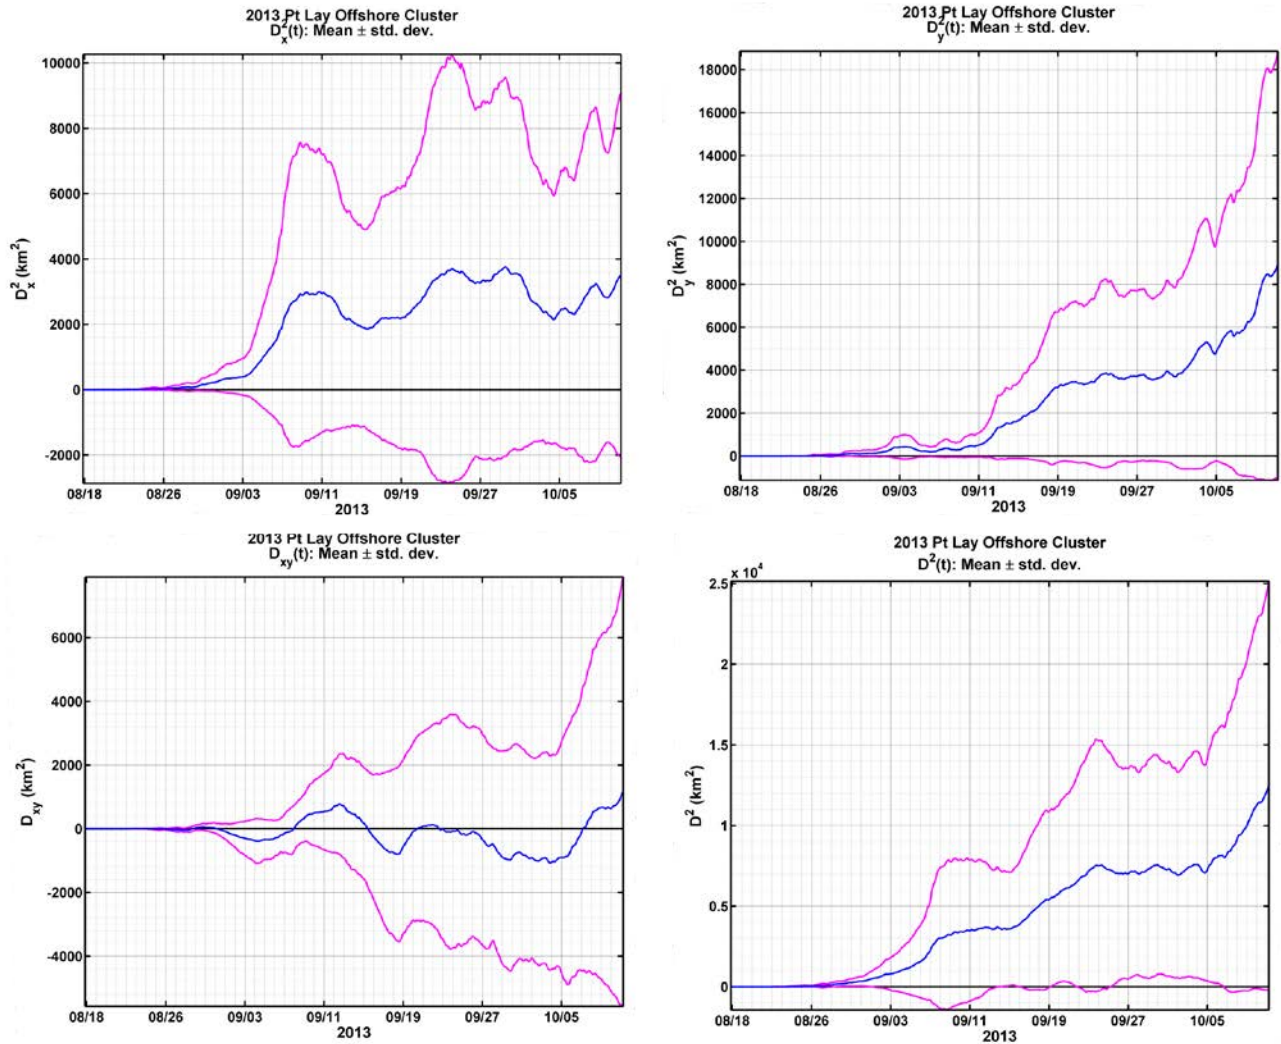 2013 Pt Lay Offshore Cluster
D²ₓ(t): Mean ± std. dev.
10000
8000
6000
4000
2000
0
-2000
D²ₓ (km²)
08/18 08/26 09/03 09/11 09/19 09/27 10/05
2013
2013 Pt Lay Offshore Cluster
D²_y(t): Mean ± std. dev.
18000
16000
14000
12000
10000
8000
6000
4000
2000
0
D²_y (km²)
08/18 08/26 09/03 09/11 09/19 09/27 10/05
2013
2013 Pt Lay Offshore Cluster
D_xy(t): Mean ± std. dev.
6000
4000
2000
0
-2000
-4000
D_xy (km²)
08/18 08/26 09/03 09/11 09/19 09/27 10/05
2013
2013 Pt Lay Offshore Cluster
D²(t): Mean ± std. dev.
x 10⁴
2.5
2
1.5
1
0.5
0
D² (km²)
08/18 08/26 09/03 09/11 09/19 09/27 10/05
2013